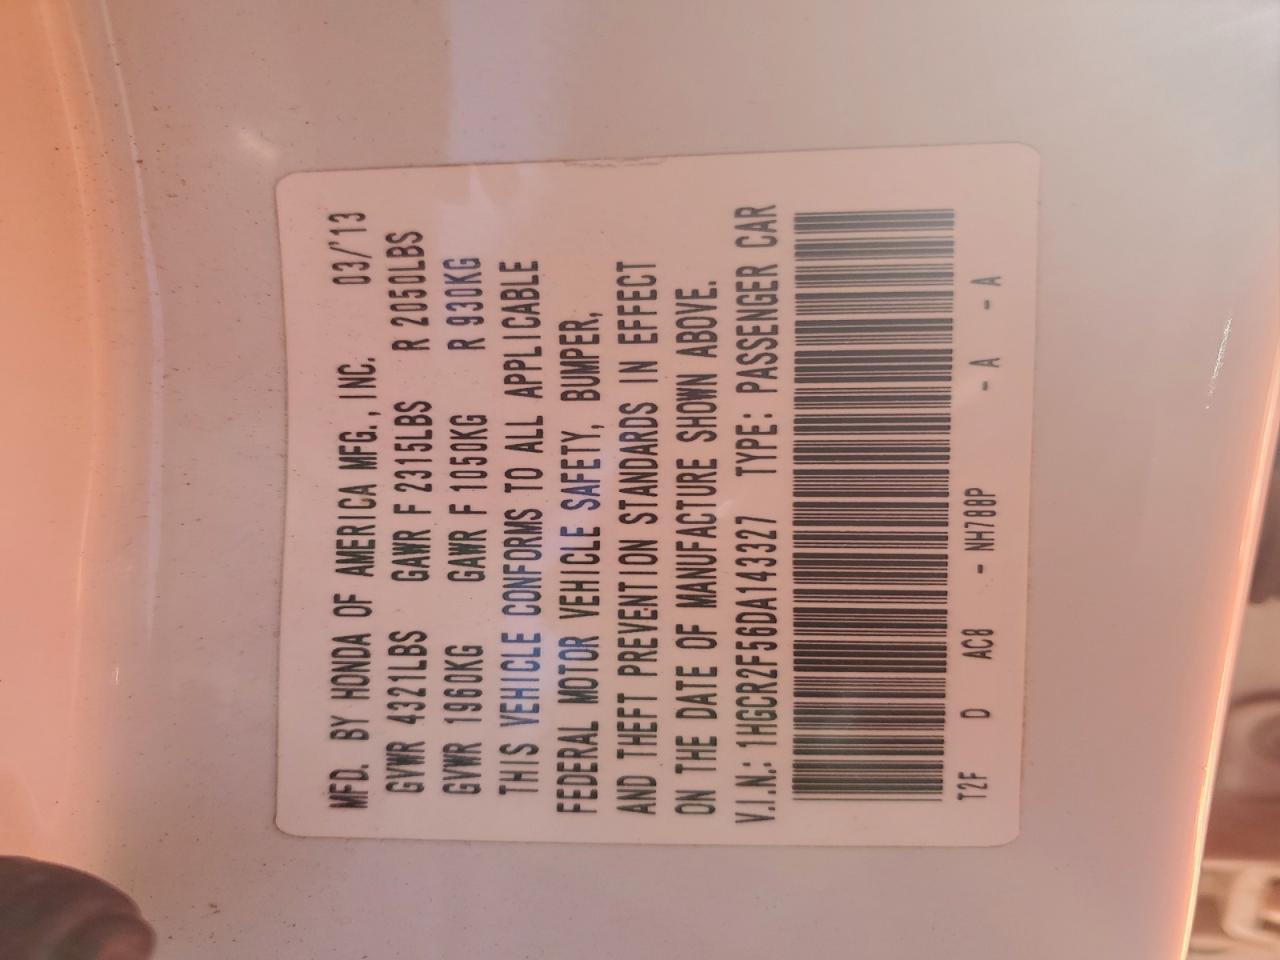 MFD. BY HONDA OF AMERICA MFG., INC. 03/'13
GVWR 4321LBS GAWR F 2315LBS R 2050LBS
GVWR 1960KG GAWR F 1050KG R 930KG
THIS VEHICLE CONFORMS TO ALL APPLICABLE
FEDERAL MOTOR VEHICLE SAFETY, BUMPER,
AND THEFT PREVENTION STANDARDS IN EFFECT
ON THE DATE OF MANUFACTURE SHOWN ABOVE.
V.I.N.: 1HGCR2F56DA143327 TYPE: PASSENGER CAR
T2F D AC8 - NH788P - A - A